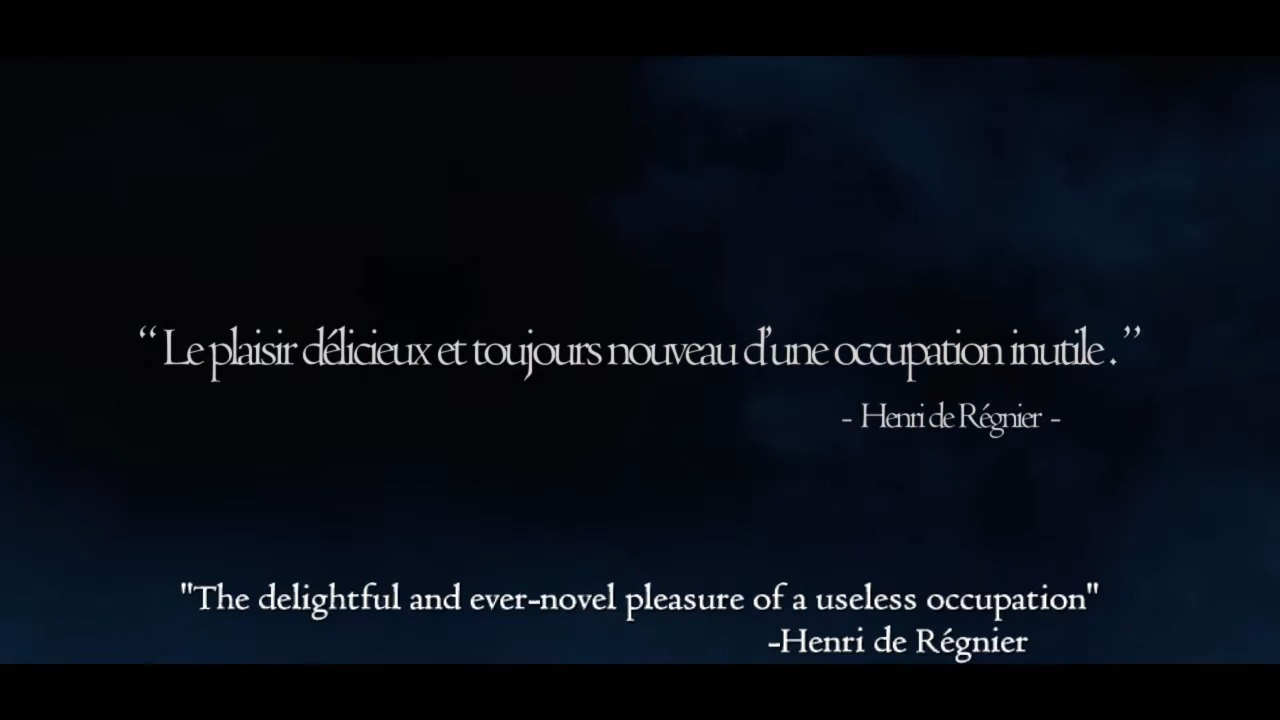 “ Le plaisir délicieux et toujours nouveau d’une occupation inutile . ”
- Henri de Régnier -
"The delightful and ever-novel pleasure of a useless occupation"
-Henri de Régnier